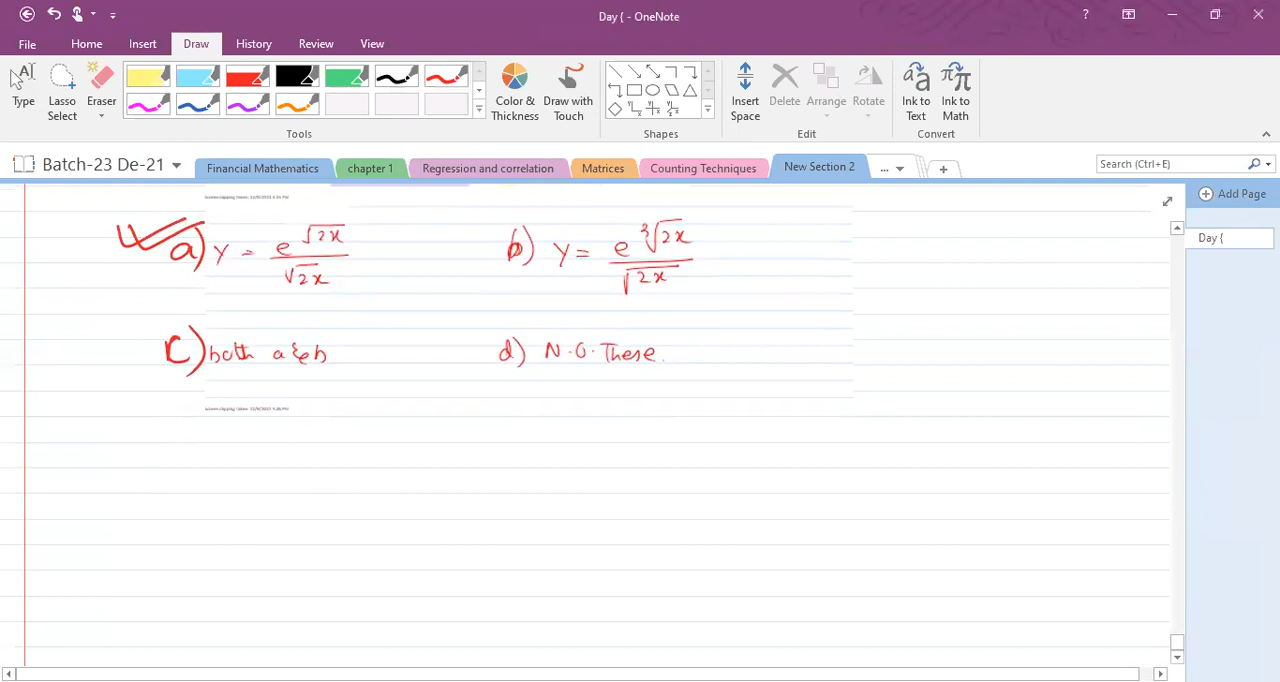 Day { - OneNote
File Home Insert Draw History Review View
Type Lasso Select Eraser Color & Thickness Draw with Touch Insert Space Delete Arrange Rotate Ink to Text Ink to Math
Tools Shapes Edit Convert
Batch-23 De-21 Financial Mathematics chapter 1 Regression and correlation Matrices Counting Techniques New Section 2 ... Search (Ctrl+E)
Add Page
Day {
a) y = e^√2x / √2x b) y = e^∛2x / √2x
c) both a & b d) N.O. These.